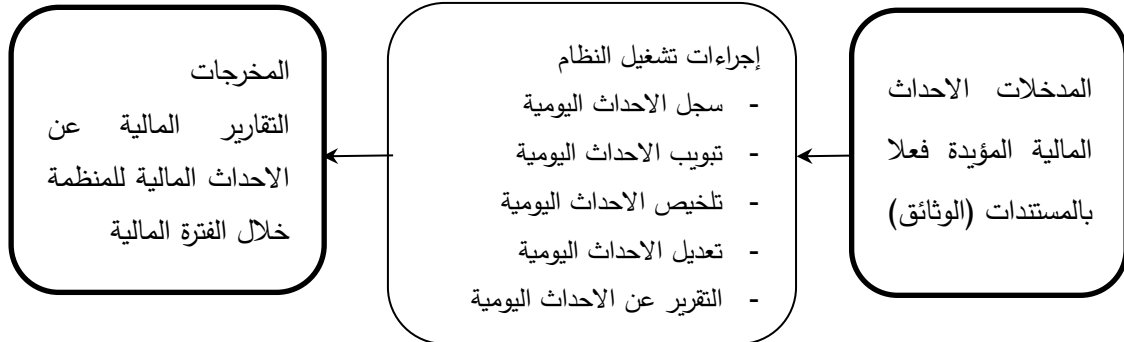 المدخلات الاحداث
المالية المؤيدة فعلا
بالمستندات (الوثائق)
إجراءات تشغيل النظام
- سجل الاحداث اليومية
- تبويب الاحداث اليومية
- تلخيص الاحداث اليومية
- تعديل الاحداث اليومية
- التقرير عن الاحداث اليومية
المخرجات
التقارير المالية عن
الاحداث المالية للمنظمة
خلال الفترة المالية